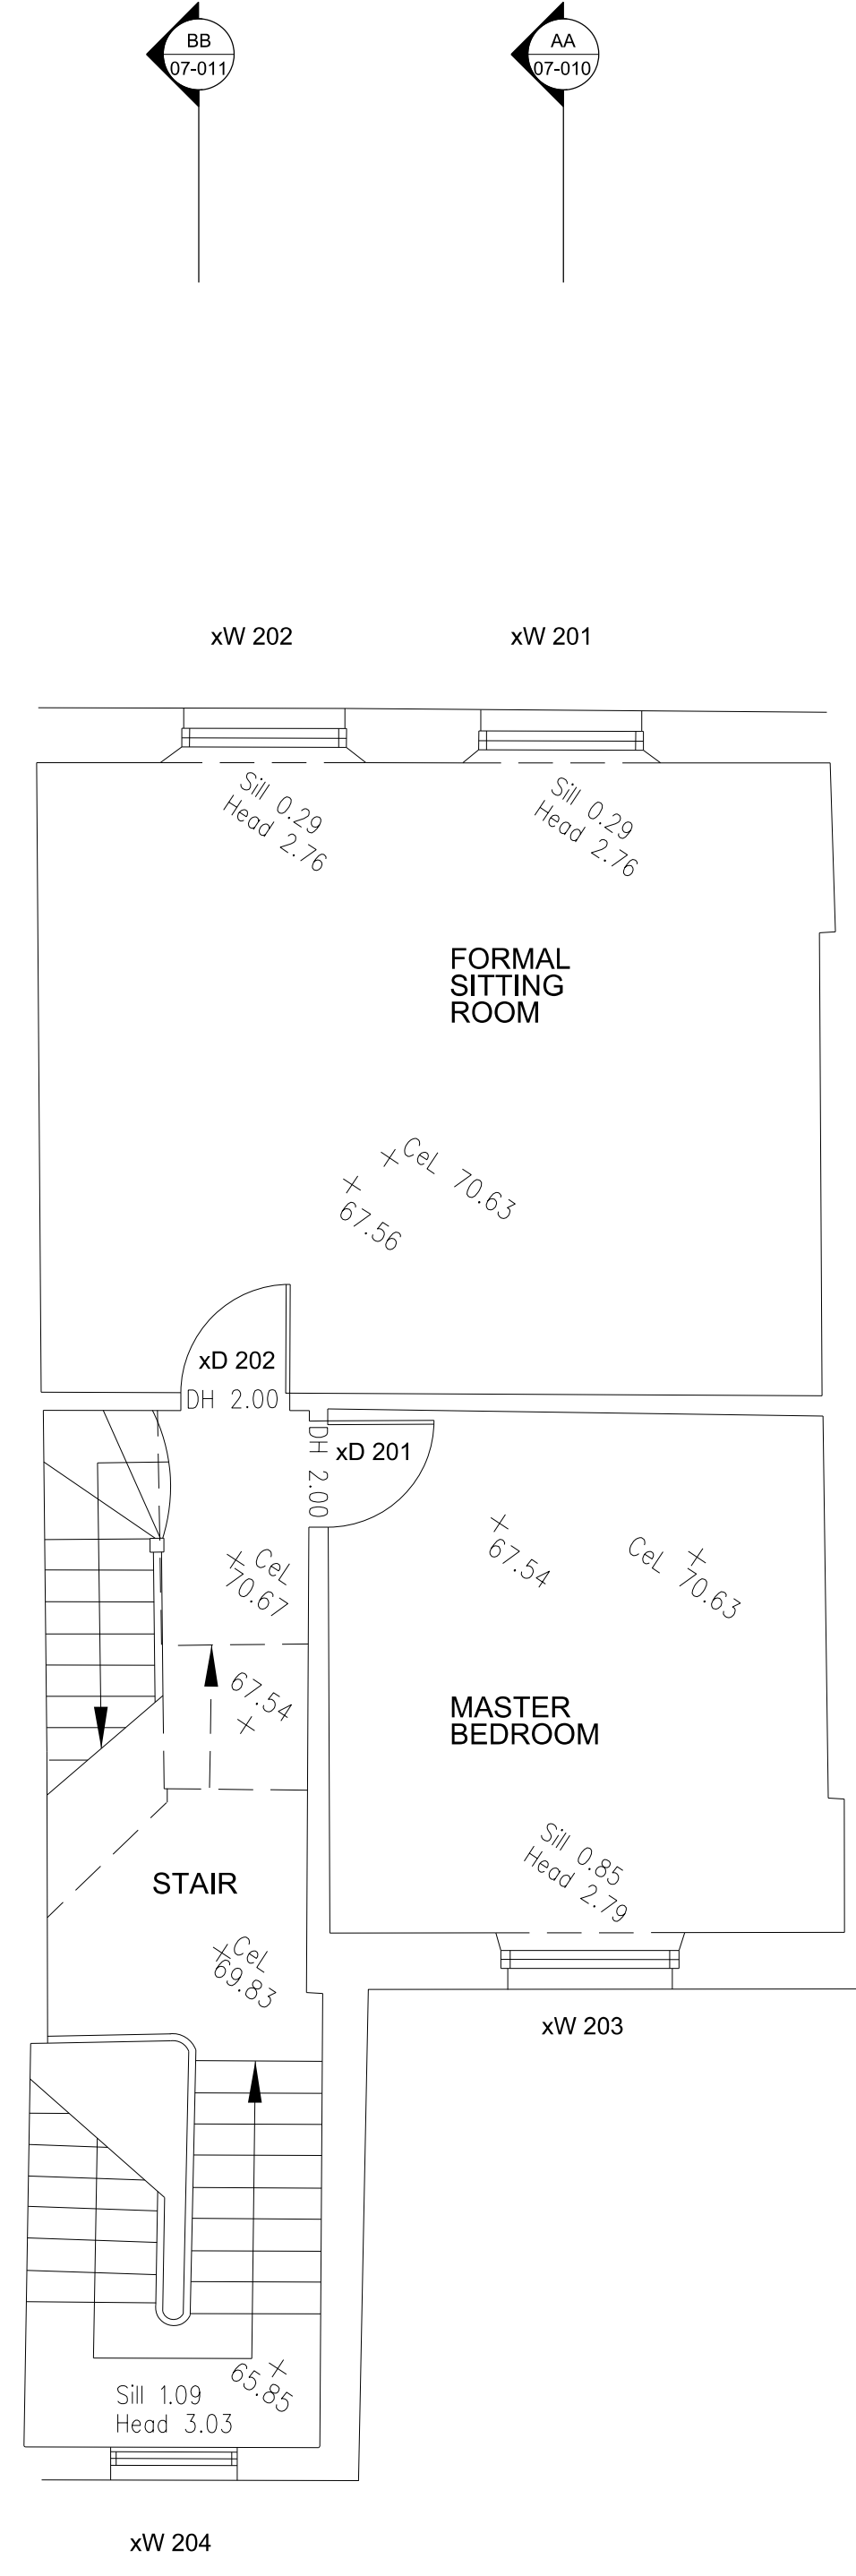 BB
07-011
AA
07-010
xW 202
xW 201
Sill 0.29
Head 2.76
Sill 0.29
Head 2.76
FORMAL
SITTING
ROOM
CeL 70.63
67.56
xD 202
DH 2.00
DH 2.00
xD 201
67.54
CeL 70.63
CeL
70.67
67.54
MASTER
BEDROOM
Sill 0.85
Head 2.79
STAIR
CeL
69.83
xW 203
65.85
Sill 1.09
Head 3.03
xW 204